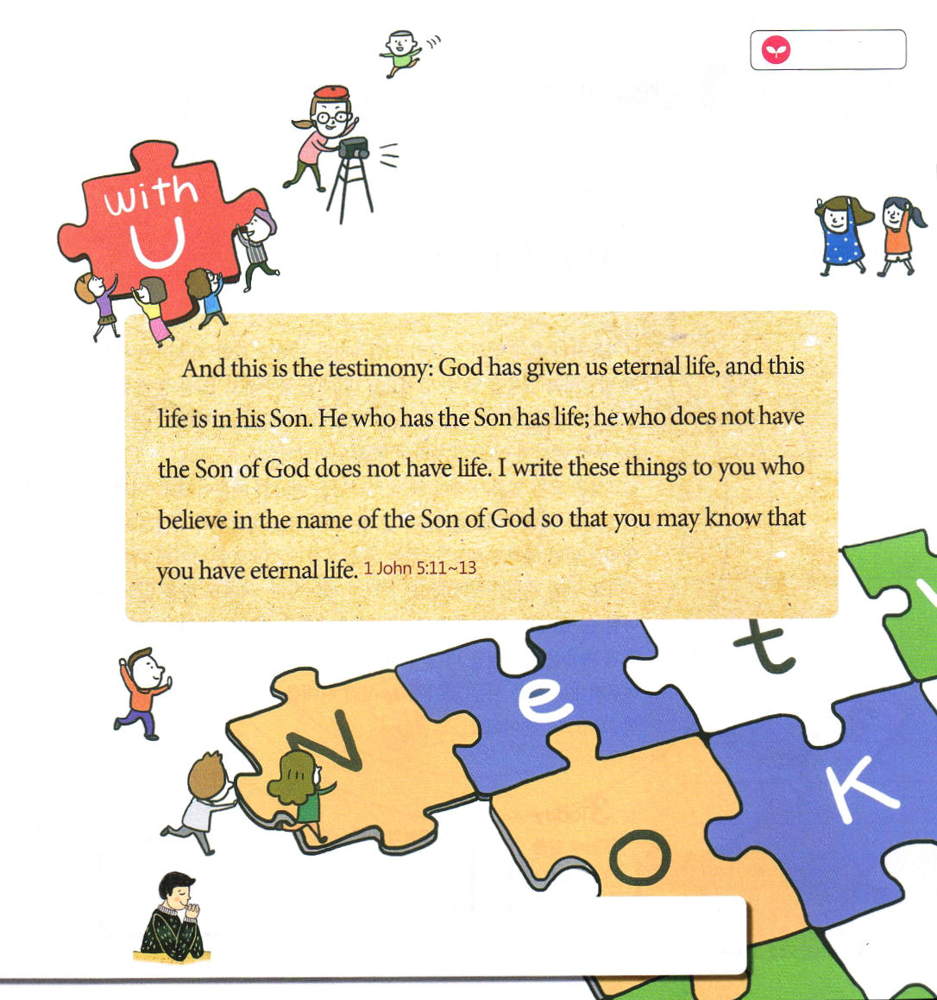 with
U
And this is the testimony: God has given us eternal life, and this
life is in his Son. He who has the Son has life; he who does not have
the Son of God does not have life. I write these things to you who
believe in the name of the Son of God so that you may know that
you have eternal life. 1 John 5:11~13
N e t
o K